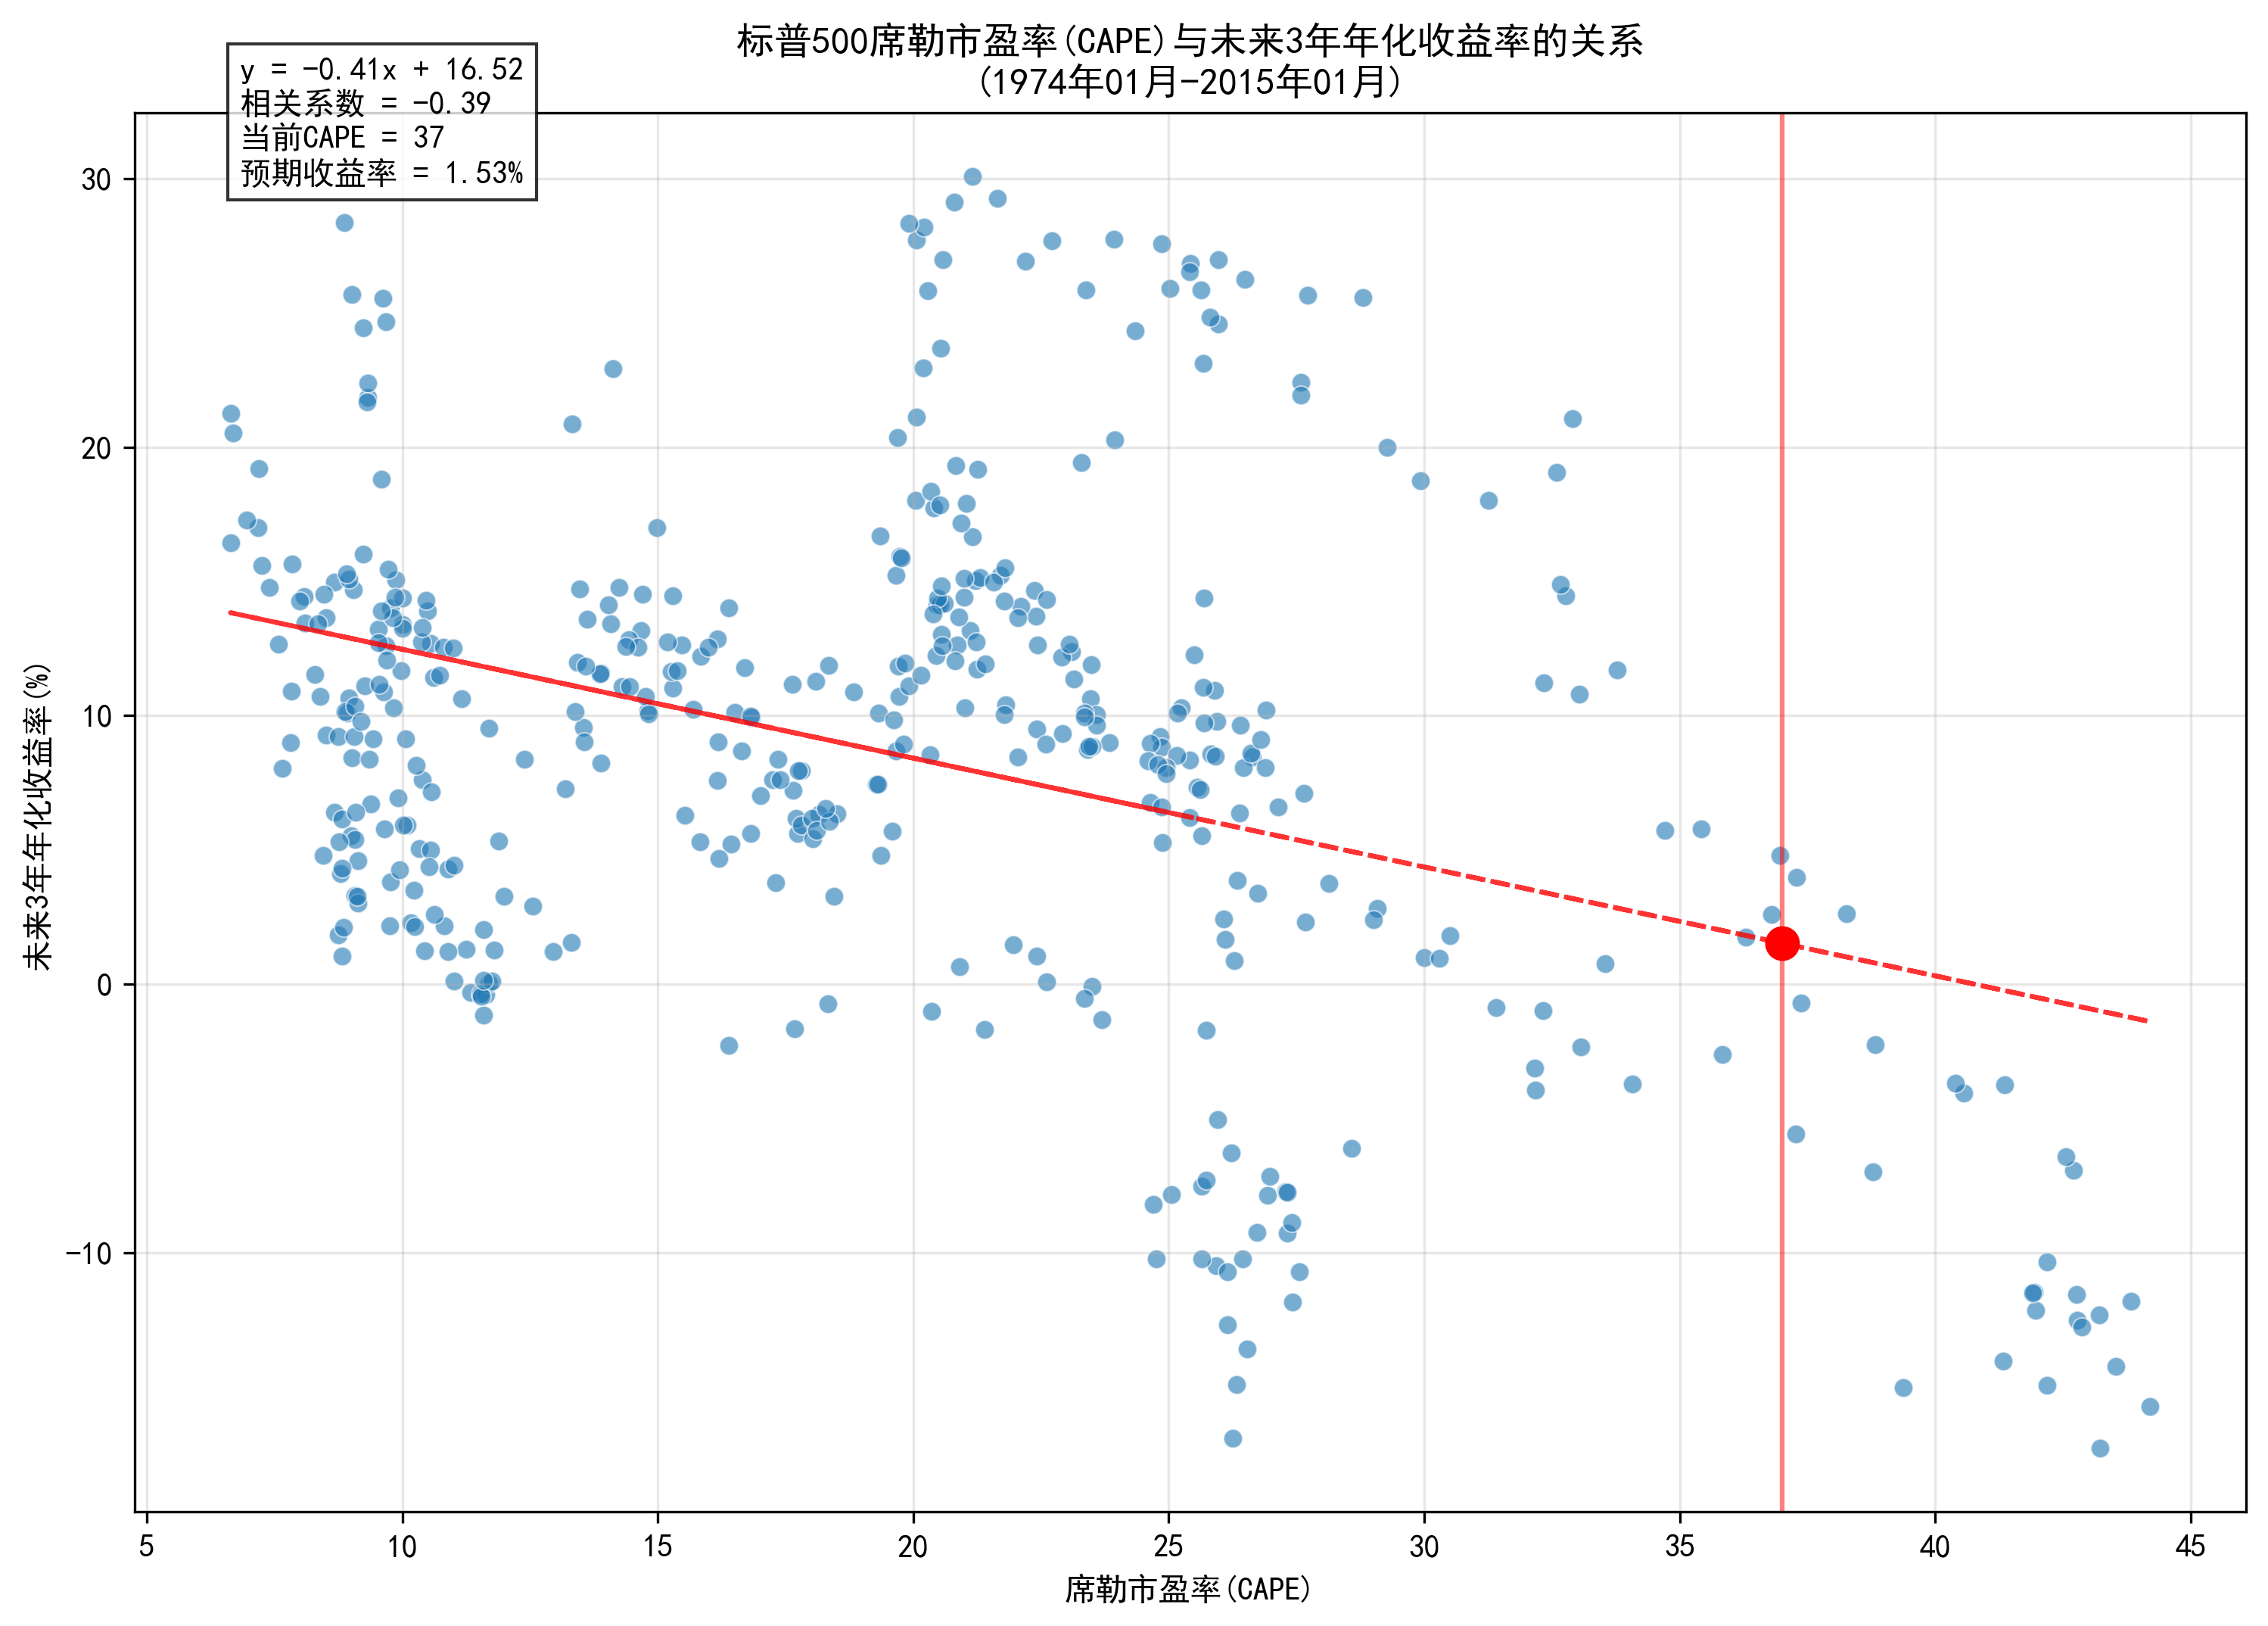 标普500席勒市盈率(CAPE)与未来3年年化收益率的关系
(1974年01月-2015年01月)
y = -0.41x + 16.52
相关系数 = -0.39
当前CAPE = 37
预期收益率 = 1.53%
未来3年年化收益率(%)
30
20
10
0
-10
5
10
15
20
25
30
35
40
45
席勒市盈率(CAPE)